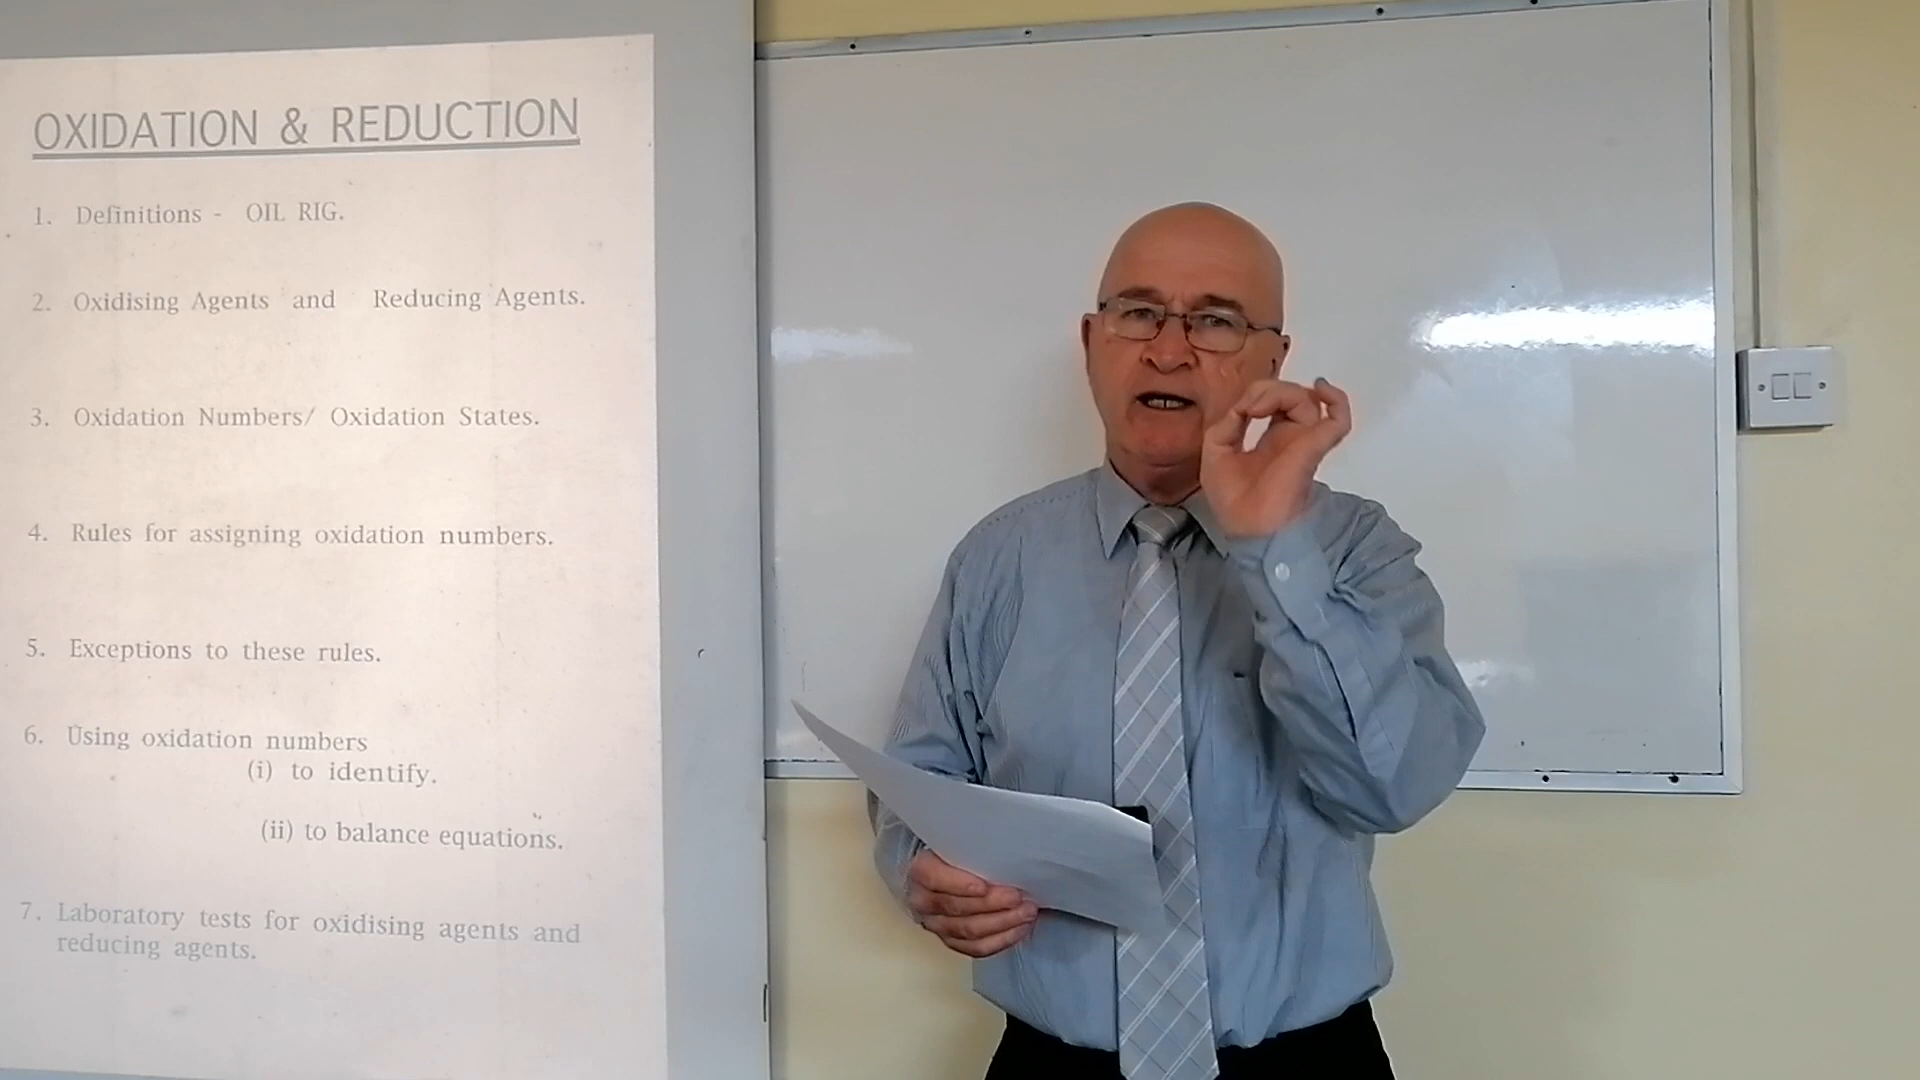 OXIDATION & REDUCTION
1. Definitions - OIL RIG.
2. Oxidising Agents and Reducing Agents.
3. Oxidation Numbers/ Oxidation States.
4. Rules for assigning oxidation numbers.
5. Exceptions to these rules.
6. Using oxidation numbers
(i) to identify.
(ii) to balance equations.
7. Laboratory tests for oxidising agents and
reducing agents.